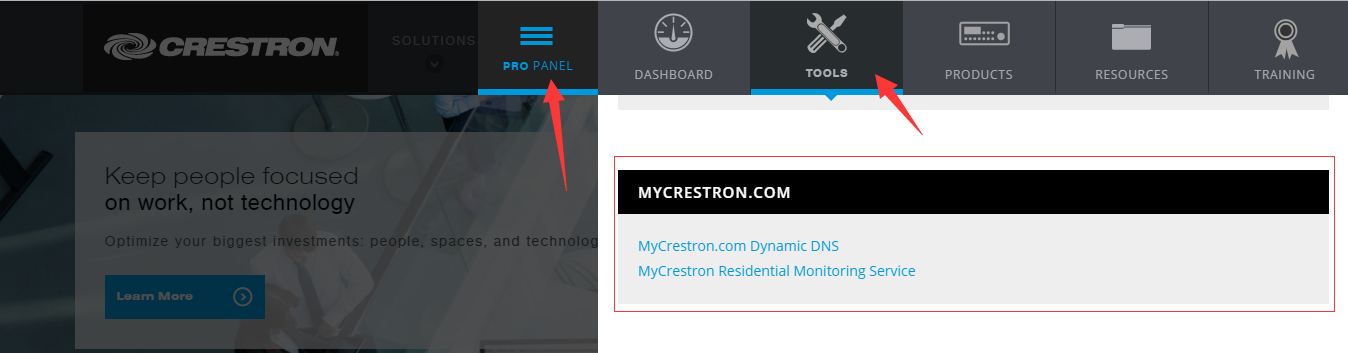 CRESTRON®
SOLUTIONS
PRO PANEL
DASHBOARD
TOOLS
PRODUCTS
RESOURCES
TRAINING
Keep people focused
on work, not technology
Optimize your biggest investments: people, spaces, and technolog
Learn More
MYCRESTRON.COM
MyCrestron.com Dynamic DNS
MyCrestron Residential Monitoring Service